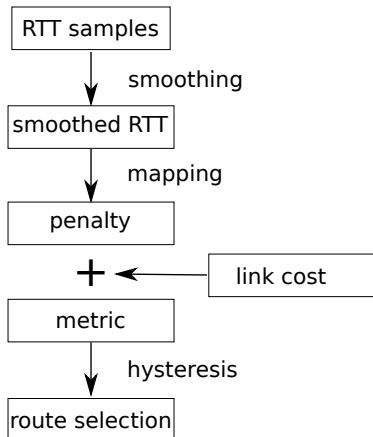 RTT samples
smoothing
smoothed RTT
mapping
penalty
+
link cost
metric
hysteresis
route selection